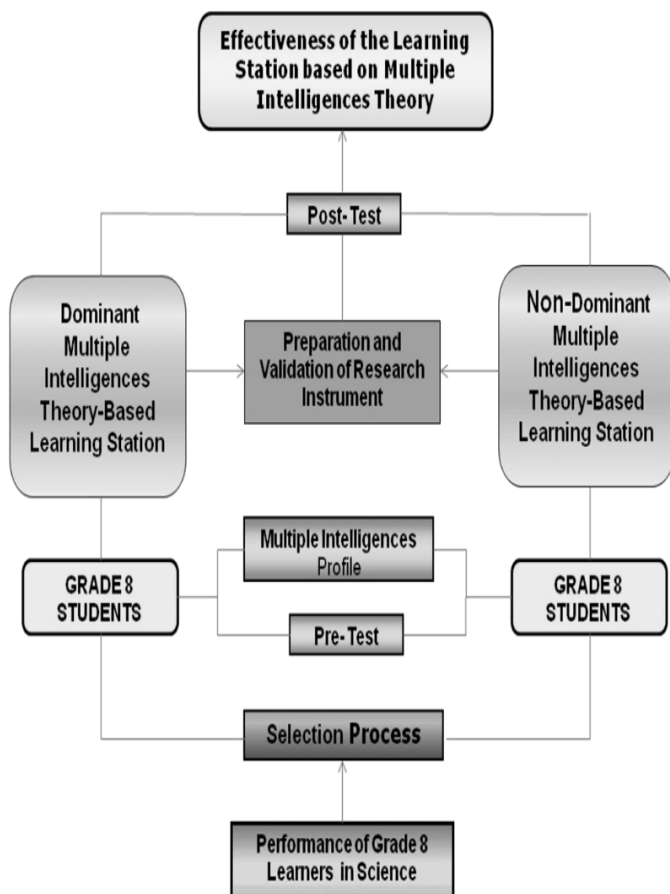 Effectiveness of the Learning
Station based on Multiple
Intelligences Theory
Post- Test
Dominant
Multiple
Intelligences
Theory-Based
Learning Station
Preparation and
Validation of Research
Instrument
Non-Dominant
Multiple
Intelligences
Theory-Based
Learning Station
Multiple Intelligences
Profile
GRADE 8
STUDENTS
GRADE 8
STUDENTS
Pre- Test
Selection Process
Performance of Grade 8
Learners in Science